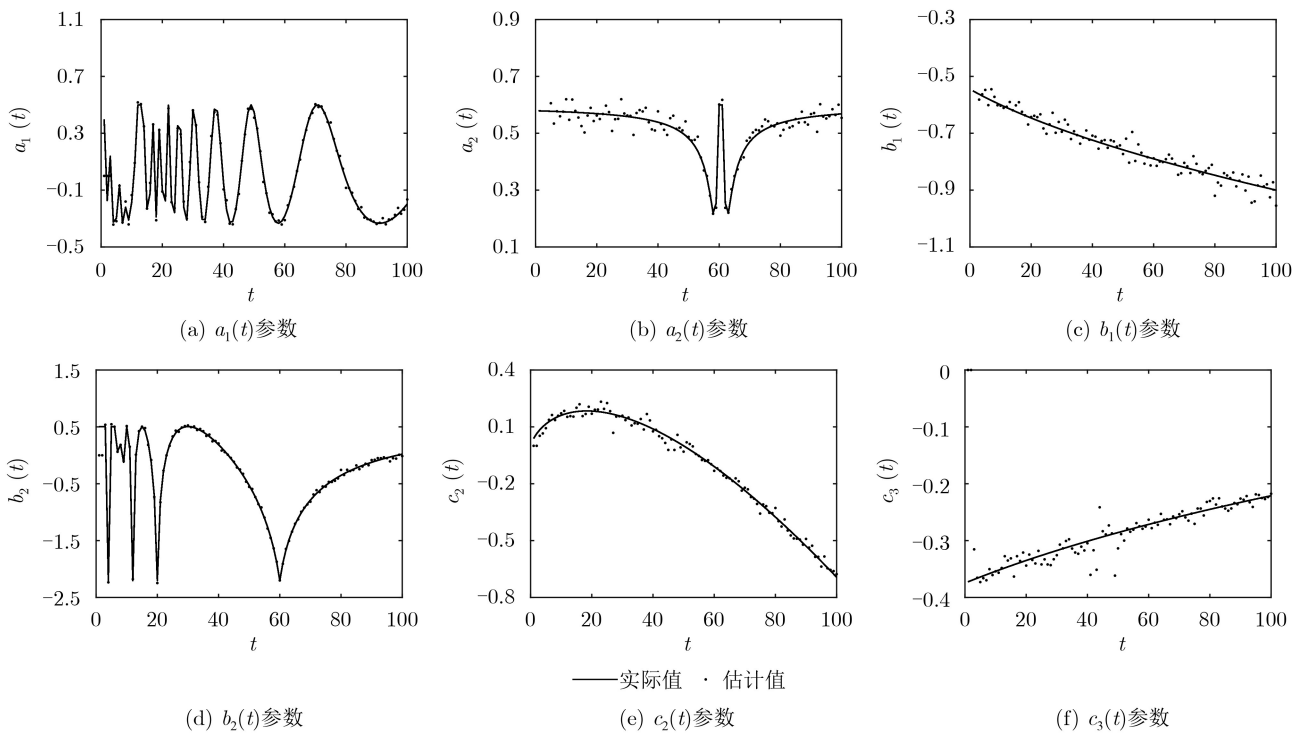 1.1
0.7
0.3
−0.1
−0.5
a₁ (t)
0 20 40 60 80 100
t
(a) a₁(t)参数
0.9
0.7
0.5
0.3
0.1
a₂ (t)
0 20 40 60 80 100
t
(b) a₂(t)参数
−0.3
−0.5
−0.7
−0.9
−1.1
b₁ (t)
0 20 40 60 80 100
t
(c) b₁(t)参数
1.5
0.5
−0.5
−1.5
−2.5
b₂ (t)
0 20 40 60 80 100
t
0.4
0.1
−0.2
−0.5
−0.8
c₂ (t)
0 20 40 60 80 100
t
0
−0.1
−0.2
−0.3
−0.4
c₃ (t)
0 20 40 60 80 100
t
实际值 估计值
(d) b₂(t)参数
(e) c₂(t)参数
(f) c₃(t)参数